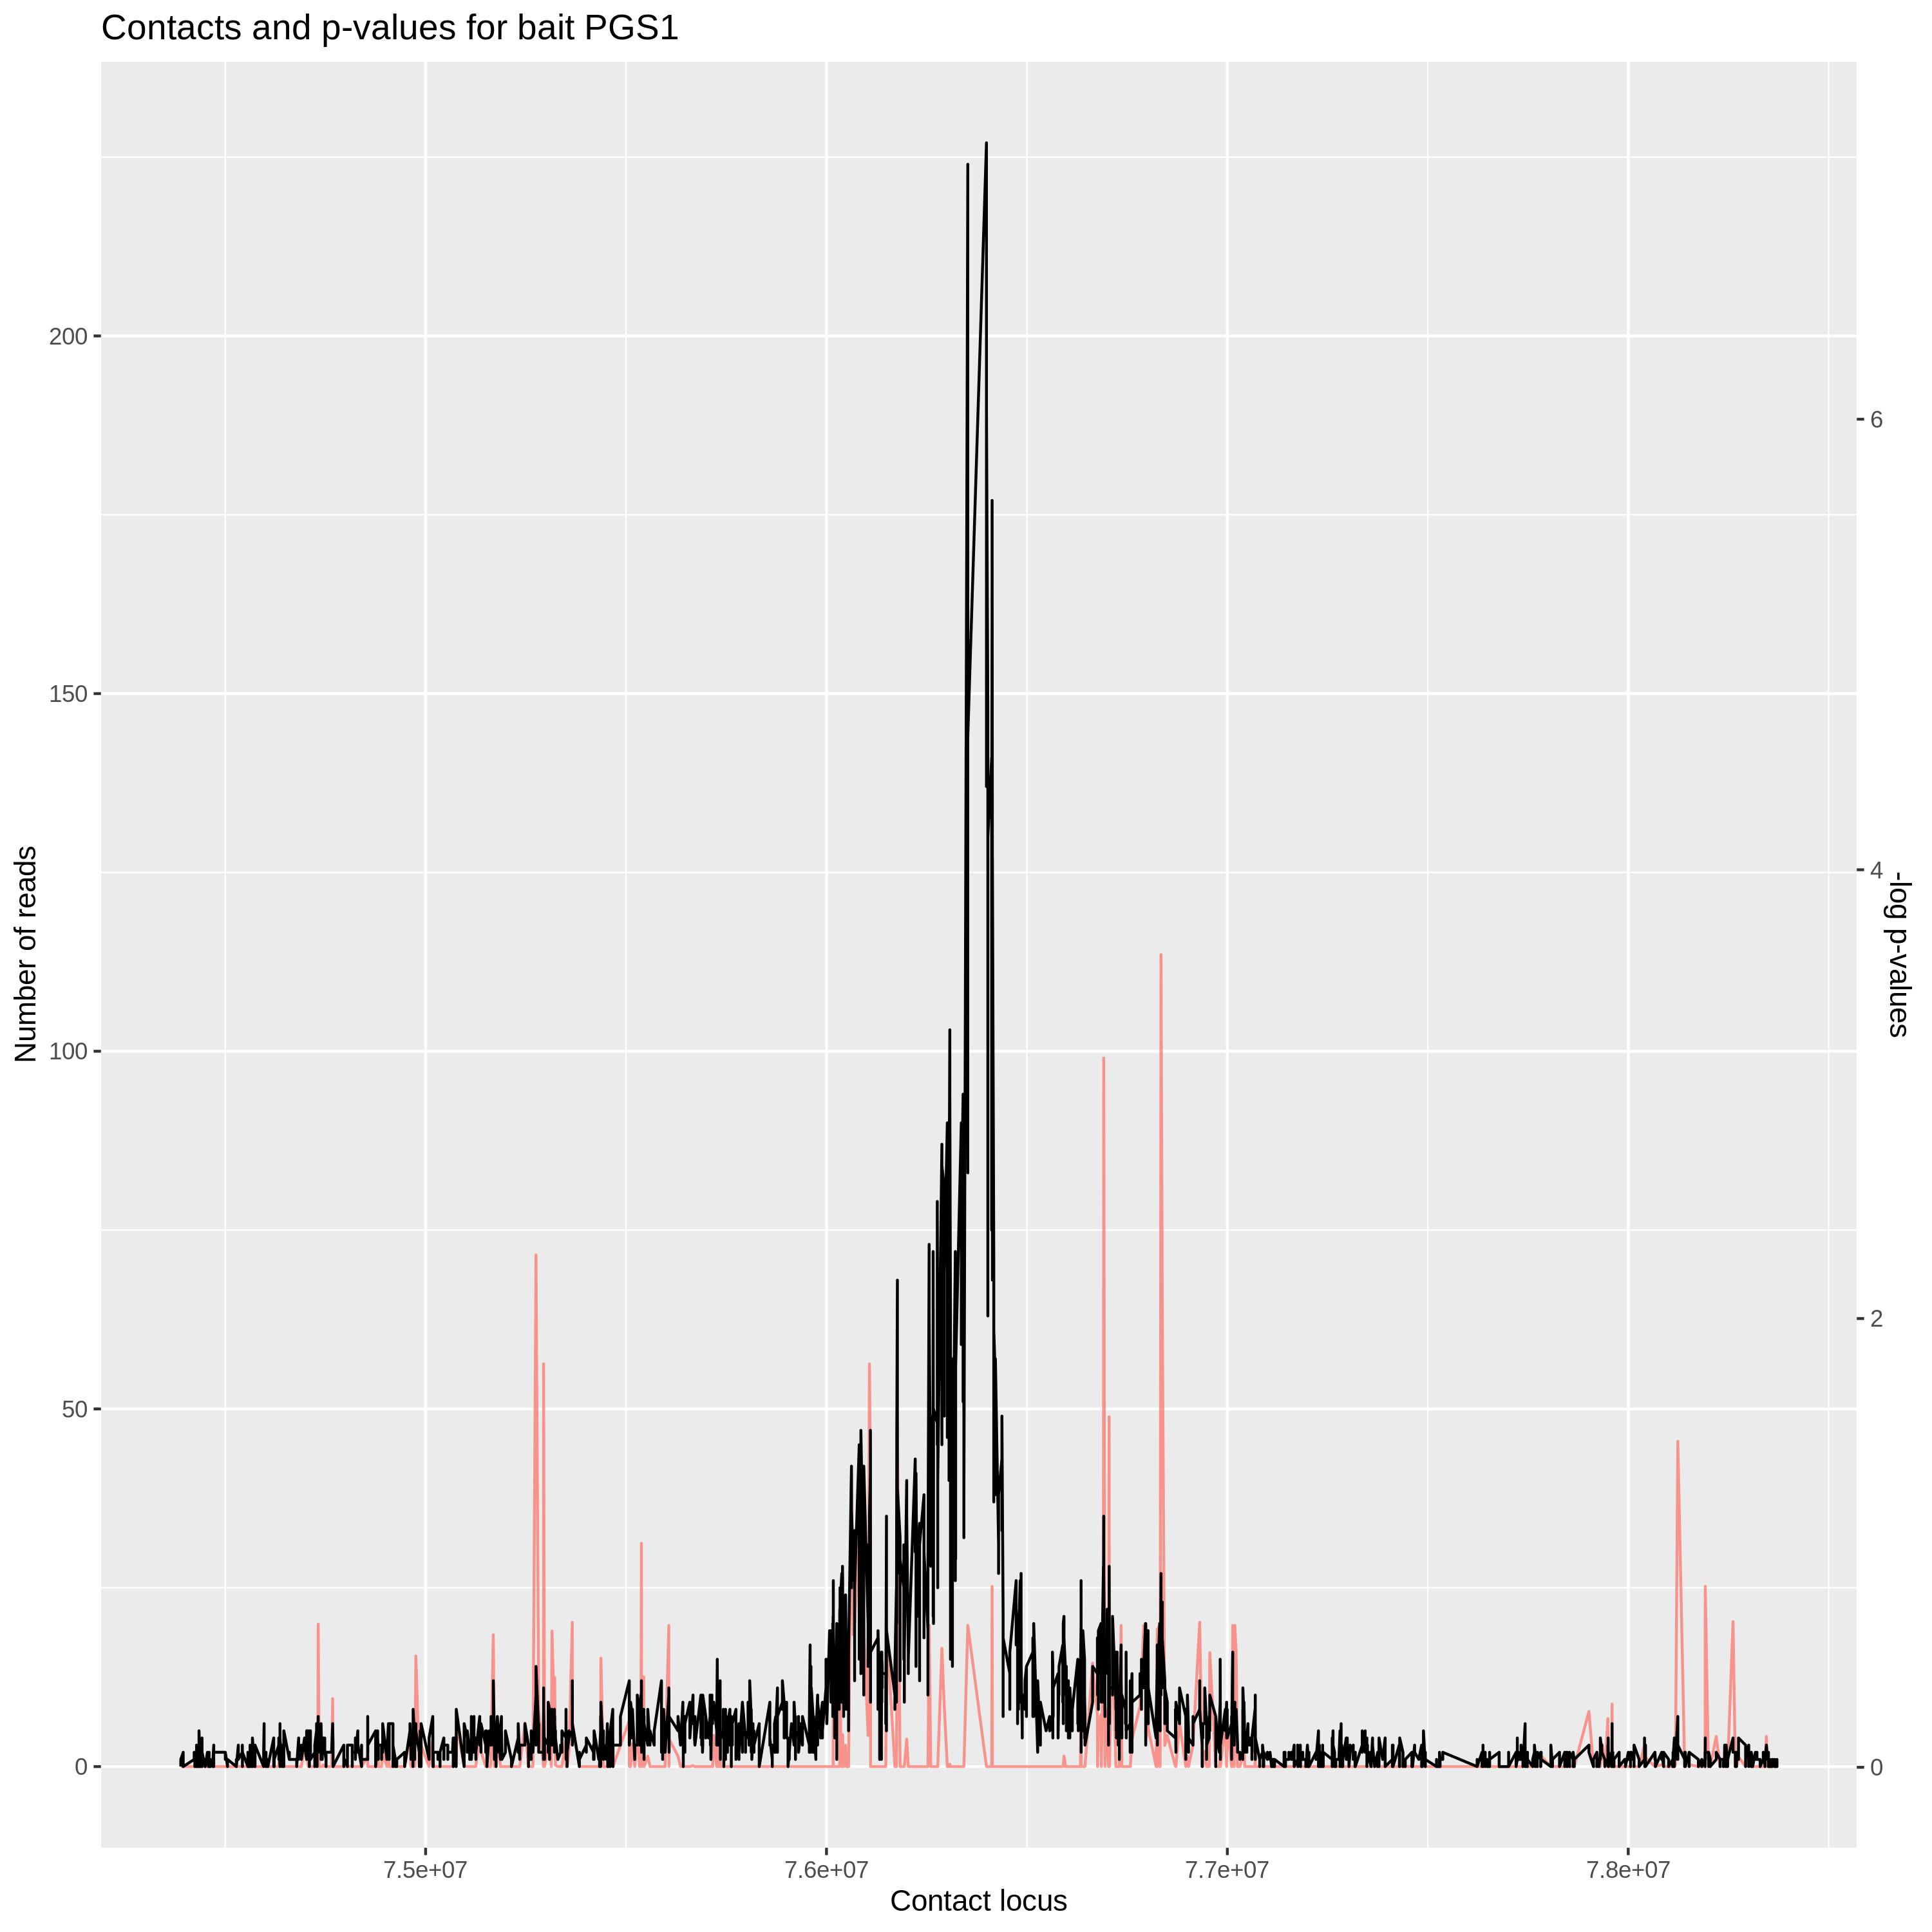 Contacts and p-values for bait PGS1
200
150
100
50
0
Number of reads
6
4
2
0
-log p-values
7.5e+07
7.6e+07
7.7e+07
7.8e+07
Contact locus